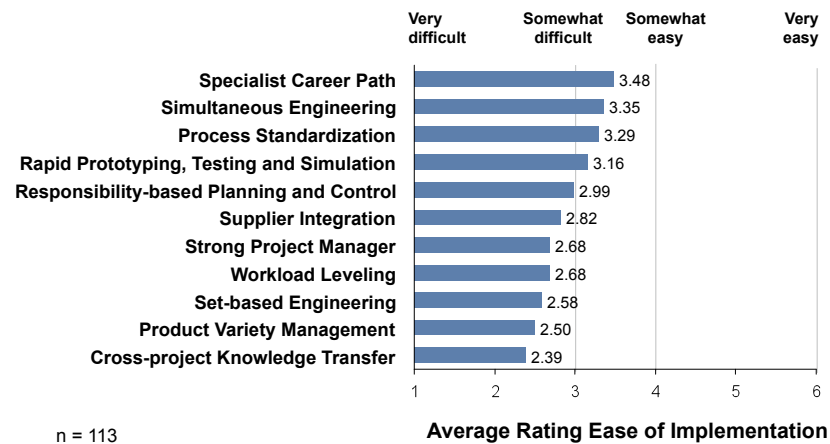 Very
difficult
Somewhat
difficult
Somewhat
easy
Very
easy
Specialist Career Path 3.48
Simultaneous Engineering 3.35
Process Standardization 3.29
Rapid Prototyping, Testing and Simulation 3.16
Responsibility-based Planning and Control 2.99
Supplier Integration 2.82
Strong Project Manager 2.68
Workload Leveling 2.68
Set-based Engineering 2.58
Product Variety Management 2.50
Cross-project Knowledge Transfer 2.39
1 2 3 4 5 6
Average Rating Ease of Implementation
n = 113